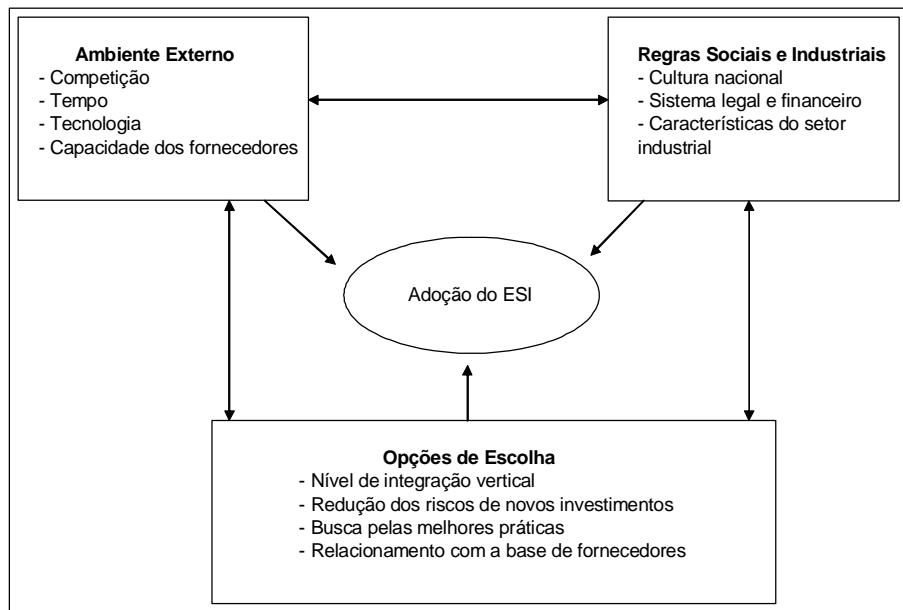 Ambiente Externo
- Competição
- Tempo
- Tecnologia
- Capacidade dos fornecedores
Regras Sociais e Industriais
- Cultura nacional
- Sistema legal e financeiro
- Características do setor
industrial
Adoção do ESI
Opções de Escolha
- Nível de integração vertical
- Redução dos riscos de novos investimentos
- Busca pelas melhores práticas
- Relacionamento com a base de fornecedores